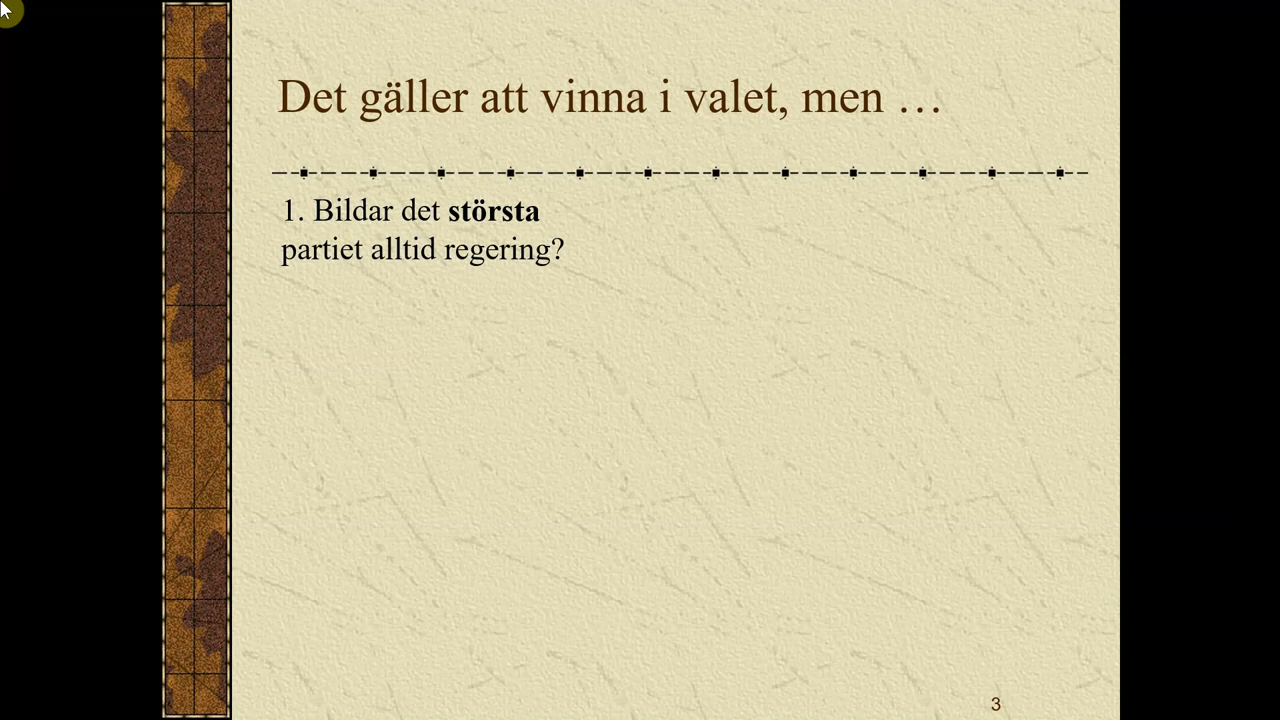 Det gäller att vinna i valet, men …
1. Bildar det största
partiet alltid regering?
3